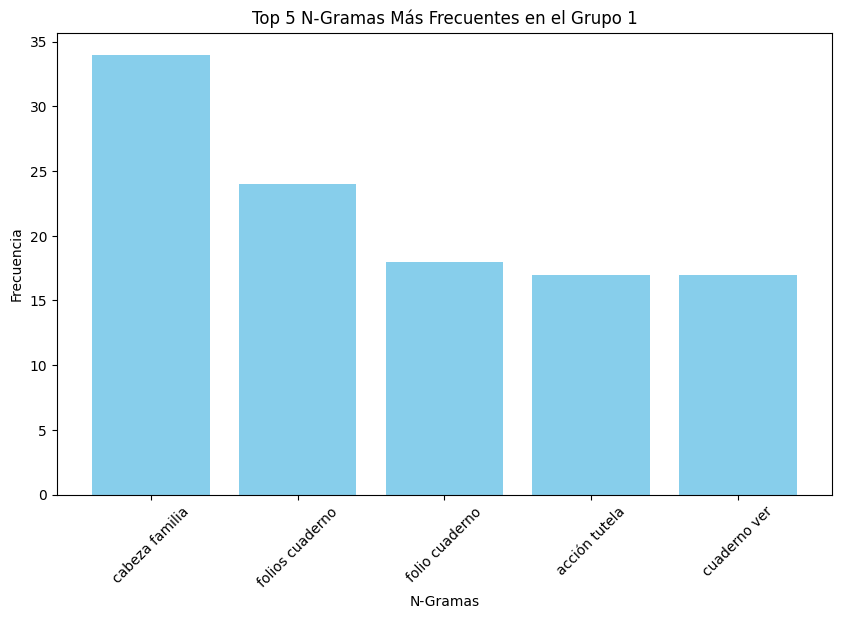 Top 5 N-Gramas Más Frecuentes en el Grupo 1
35
30
25
20
15
10
5
0
Frecuencia
cabeza familia
folios cuaderno
folio cuaderno
acción tutela
cuaderno ver
N-Gramas